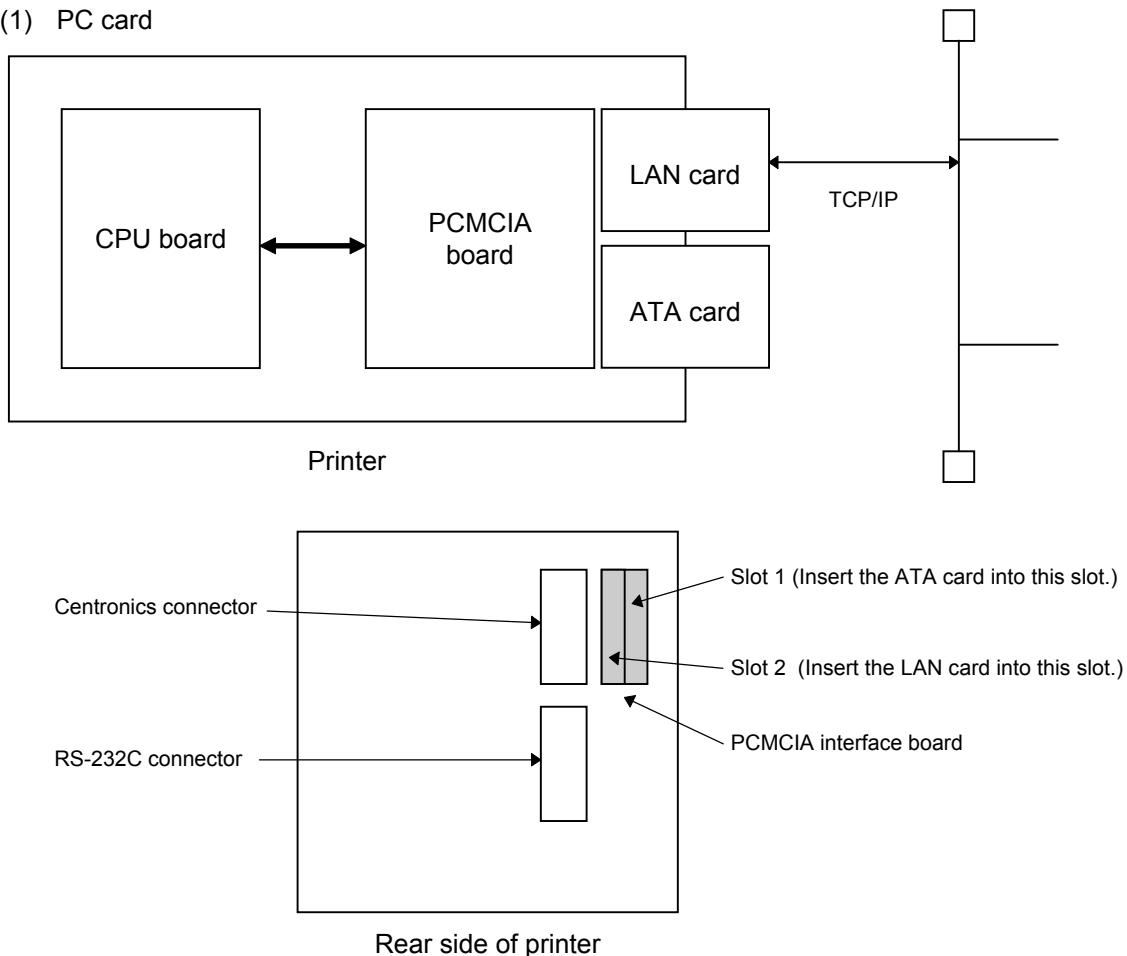 (1) PC card
CPU board
PCMCIA
board
LAN card
ATA card
TCP/IP
Printer
Centronics connector
RS-232C connector
Slot 1 (Insert the ATA card into this slot.)
Slot 2 (Insert the LAN card into this slot.)
PCMCIA interface board
Rear side of printer